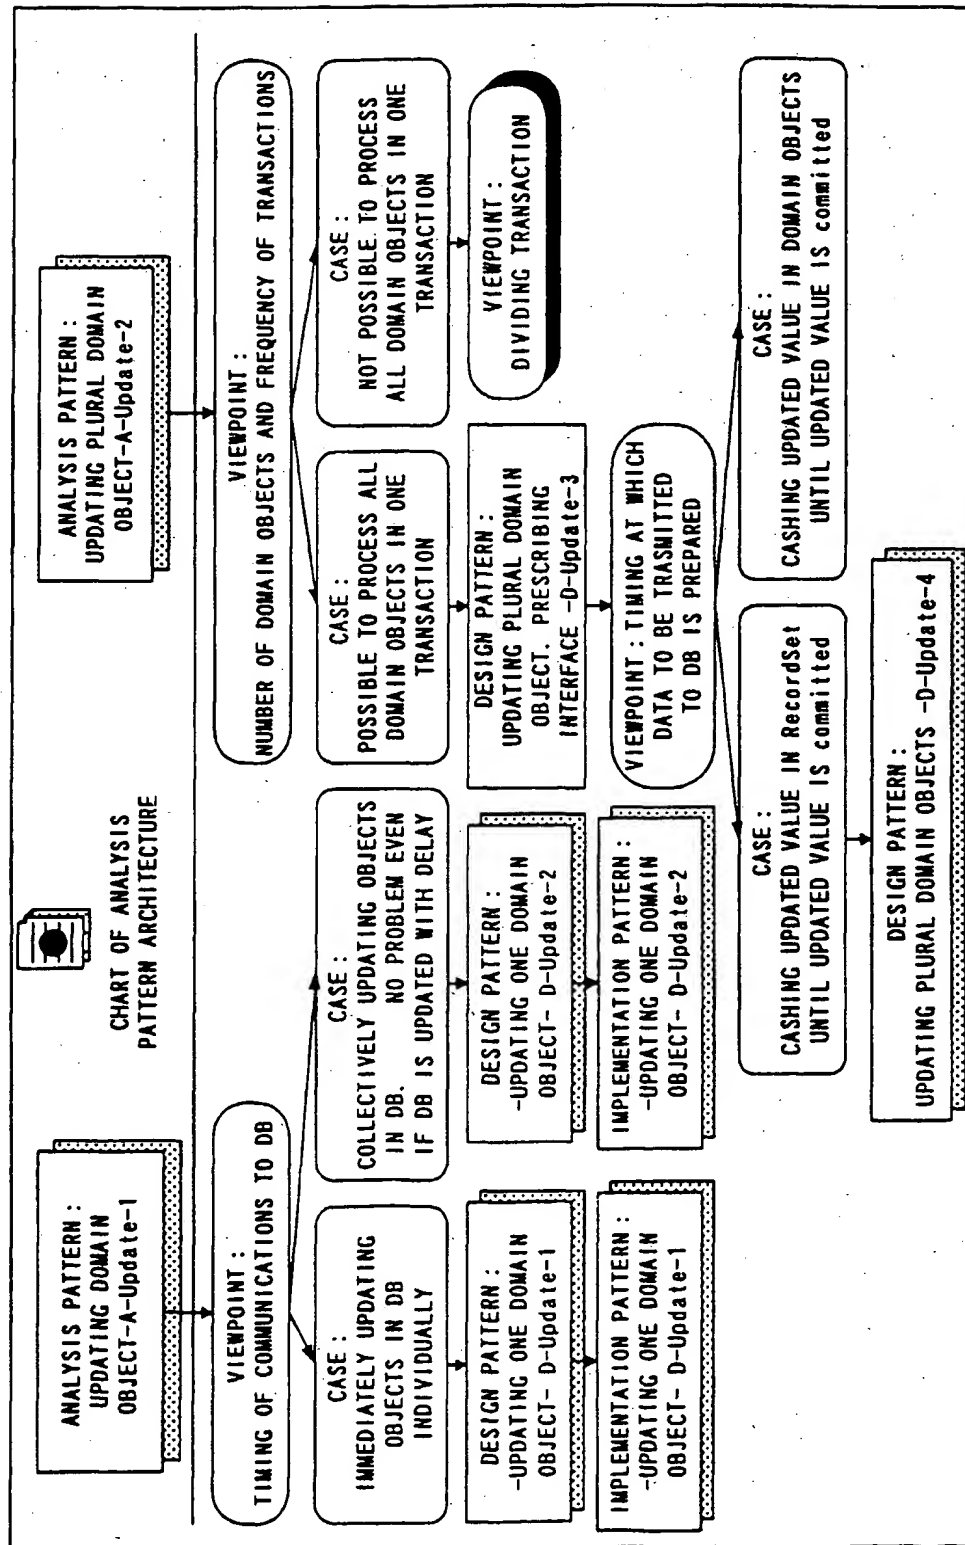 CHART OF ANALYSIS
PATTERN ARCHITECTURE
ANALYSIS PATTERN:
UPDATING DOMAIN
OBJECT-A-Update-1
VIEWPOINT:
TIMING OF COMMUNICATIONS TO DB
CASE:
IMMEDIATELY UPDATING
OBJECTS IN DB
INDIVIDUALLY
DESIGN PATTERN:
-UPDATING ONE DOMAIN
OBJECT- D-Update-1
IMPLEMENTATION PATTERN:
-UPDATING ONE DOMAIN
OBJECT- D-Update-1
CASE:
COLLECTIVELY UPDATING OBJECTS
IN DB. NO PROBLEM EVEN
IF DB IS UPDATED WITH DELAY
DESIGN PATTERN:
-UPDATING ONE DOMAIN
OBJECT- D-Update-2
IMPLEMENTATION PATTERN:
-UPDATING ONE DOMAIN
OBJECT- D-Update-2
ANALYSIS PATTERN:
UPDATING PLURAL DOMAIN
OBJECT-A-Update-2
VIEWPOINT:
NUMBER OF DOMAIN OBJECTS AND FREQUENCY OF TRANSACTIONS
CASE:
POSSIBLE TO PROCESS ALL
DOMAIN OBJECTS IN ONE
TRANSACTION
DESIGN PATTERN:
UPDATING PLURAL DOMAIN
OBJECT. PRESCRIBING
INTERFACE -D-Update-3
VIEWPOINT: TIMING AT WHICH
DATA TO BE TRASMITTED
TO DB IS PREPARED
CASE:
CASHING UPDATED VALUE in RecordSet
UNTIL UPDATED VALUE IS committed
DESIGN PATTERN:
UPDATING PLURAL DOMAIN OBJECTS -D-Update-4
CASE:
CASHING UPDATED VALUE IN DOMAIN OBJECTS
UNTIL UPDATED VALUE IS committed
CASE:
NOT POSSIBLE TO PROCESS
ALL DOMAIN OBJECTS IN ONE
TRANSACTION
VIEWPOINT:
DIVIDING TRANSACTION